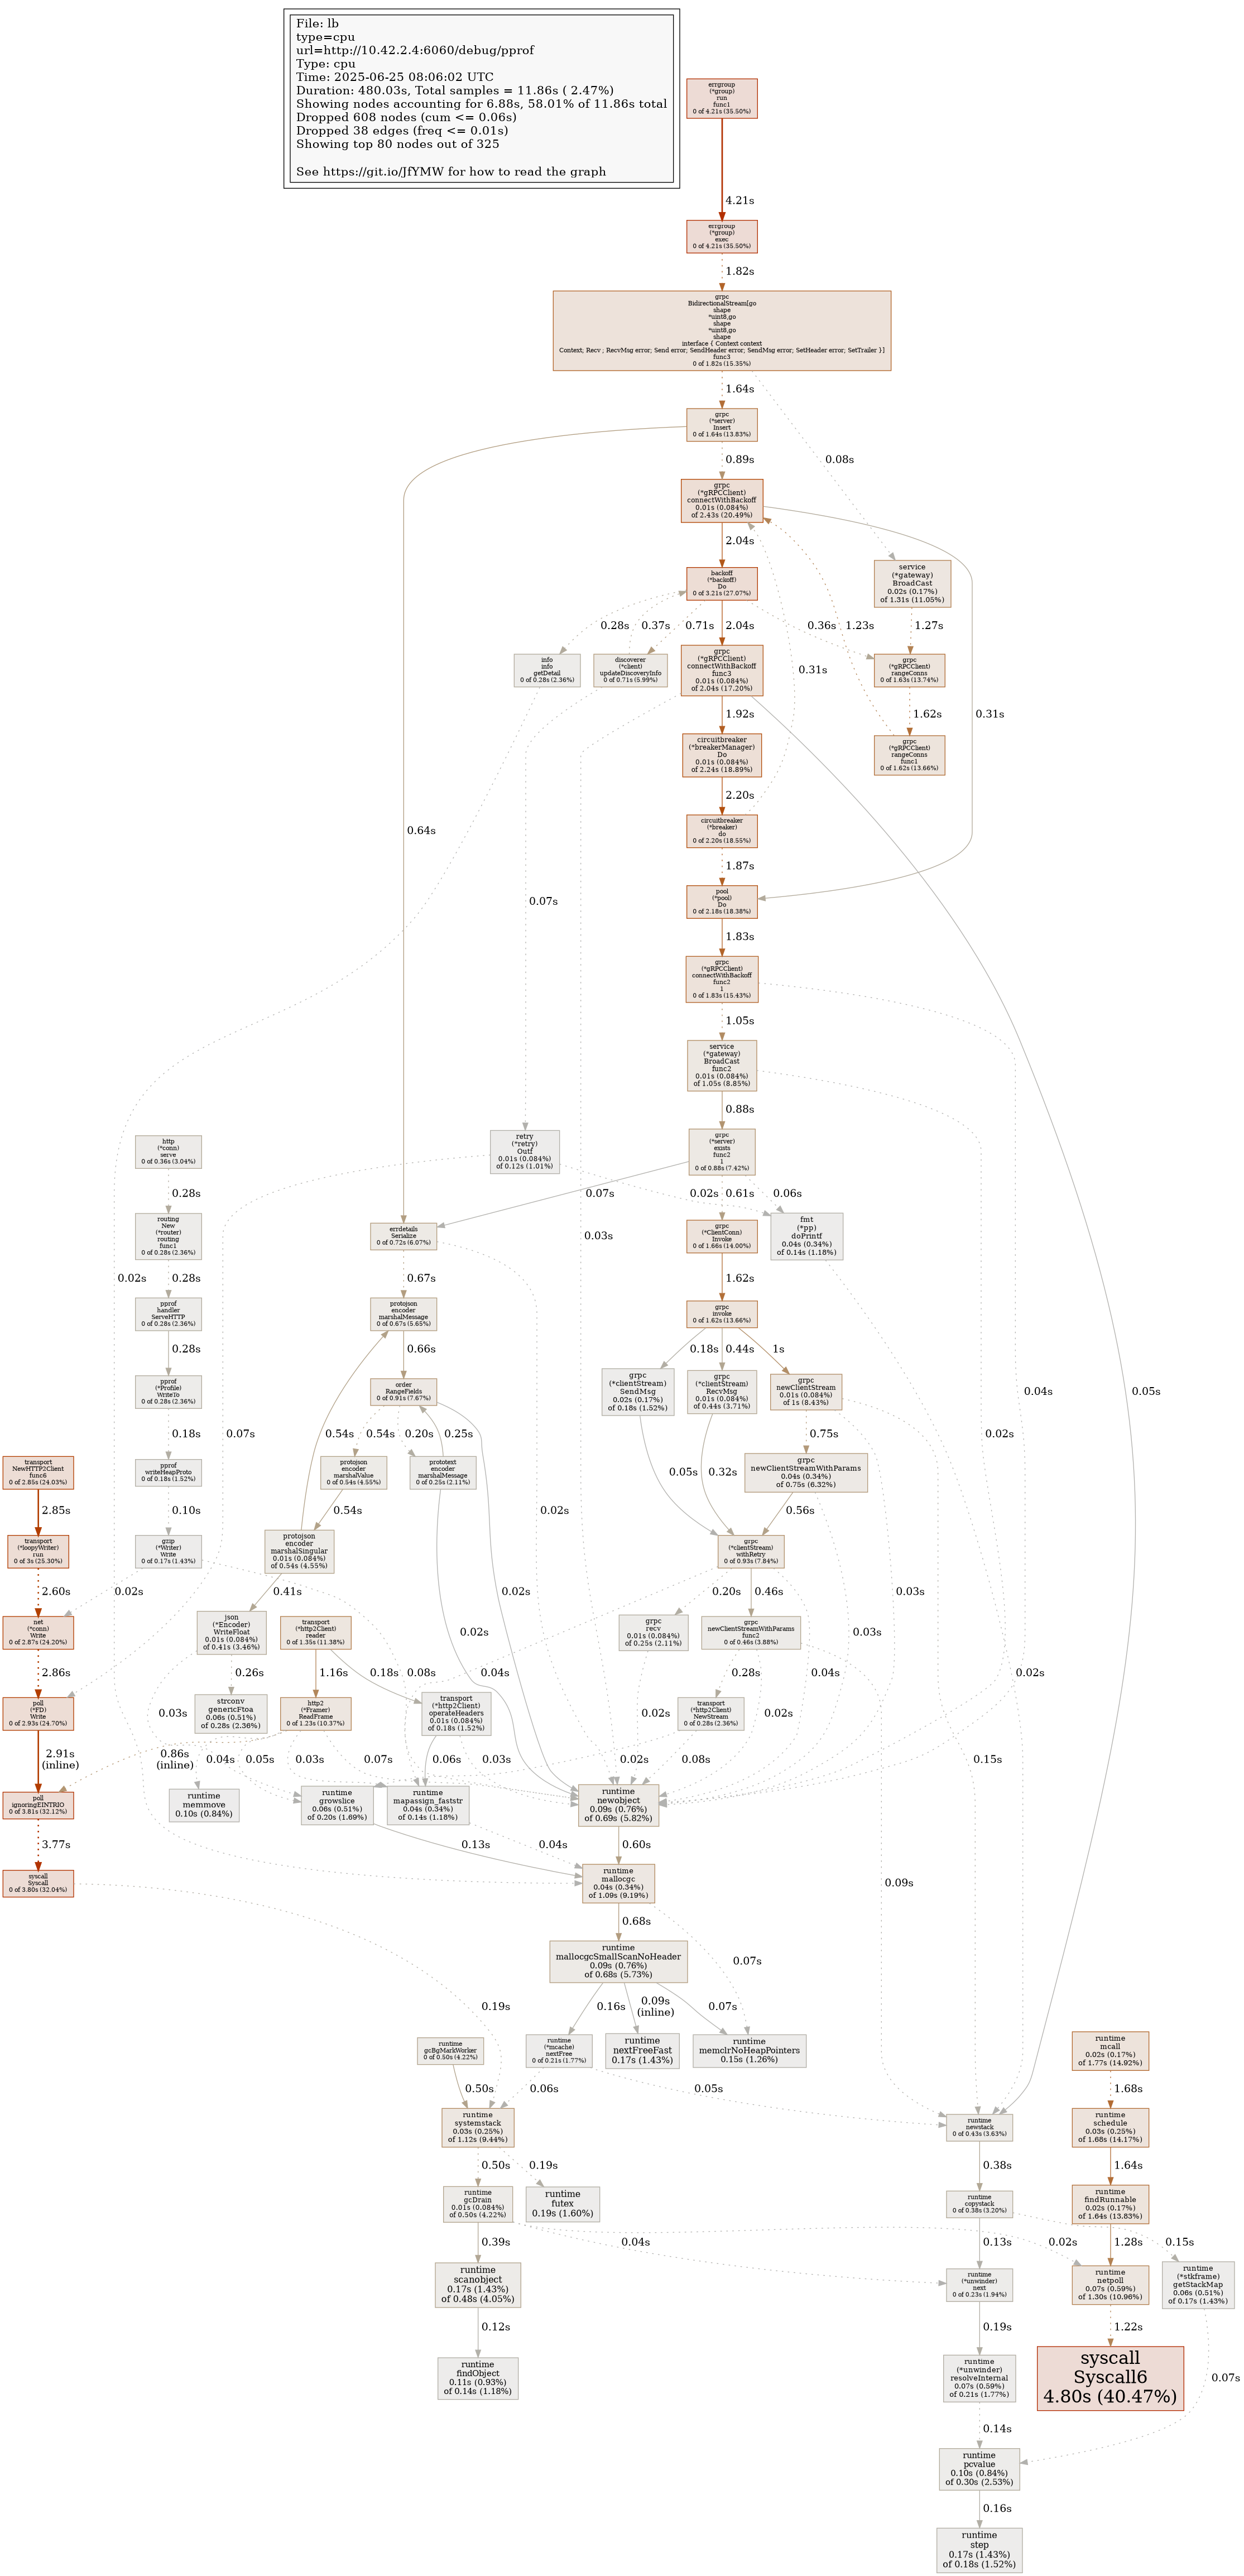 File: lb
type=cpu
url=http://10.42.2.4:6060/debug/pprof
Type: cpu
Time: 2025-06-25 08:06:02 UTC
Duration: 480.03s, Total samples = 11.86s ( 2.47%)
Showing nodes accounting for 6.88s, 58.01% of 11.86s total
Dropped 608 nodes (cum <= 0.06s)
Dropped 38 edges (freq <= 0.01s)
Showing top 80 nodes out of 325
See https://git.io/JfYMW for how to read the graph
errgroup
(*group)
run
func1
0 of 4.21s (35.50%)
4.21s
errgroup
(*group)
exec
0 of 4.21s (35.50%)
1.82s
grpc
BidirectionalStream[go
shape
*uint8,go
shape
*uint8,go
shape
interface { Context context
Context; Recv ; RecvMsg error; Send error; SendHeader error; SendMsg error; SetHeader error; SetTrailer }]
func3
0 of 1.82s (15.35%)
1.64s
grpc
(*server)
Insert
0 of 1.64s (13.83%)
0.89s
0.08s
grpc
(*gRPCClient)
connectWithBackoff
0.01s (0.084%)
of 2.43s (20.49%)
2.04s
backoff
(*backoff)
Do
0 of 3.21s (27.07%)
service
(*gateway)
BroadCast
0.02s (0.17%)
of 1.31s (11.05%)
0.28s
0.37s
0.71s
2.04s
0.36s
1.23s
1.27s
info
info
getDetail
0 of 0.28s (2.36%)
discoverer
(*client)
updateDiscoveryInfo
0 of 0.71s (5.99%)
grpc
(*gRPCClient)
connectWithBackoff
func3
0.01s (0.084%)
of 2.04s (17.20%)
0.31s
grpc
(*gRPCClient)
rangeConns
0 of 1.63s (13.74%)
1.92s
1.62s
0.31s
circuitbreaker
(*breakerManager)
Do
0.01s (0.084%)
of 2.24s (18.89%)
grpc
(*gRPCClient)
rangeConns
func1
0 of 1.62s (13.66%)
2.20s
0.64s
circuitbreaker
(*breaker)
do
0 of 2.20s (18.55%)
1.87s
0.07s
pool
(*pool)
Do
0 of 2.18s (18.38%)
1.83s
grpc
(*gRPCClient)
connectWithBackoff
func2
1
0 of 1.83s (15.43%)
1.05s
service
(*gateway)
BroadCast
func2
0.01s (0.084%)
of 1.05s (8.85%)
0.88s
http
(*conn)
serve
0 of 0.36s (3.04%)
retry
(*retry)
Outf
0.01s (0.084%)
of 0.12s (1.01%)
grpc
(*server)
exists
func2
1
0 of 0.88s (7.42%)
0.28s
0.07s
0.02s
0.61s
0.06s
routing
New
(*router)
routing
func1
0 of 0.28s (2.36%)
errdetails
Serialize
0 of 0.72s (6.07%)
0.03s
grpc
(*ClientConn)
Invoke
0 of 1.66s (14.00%)
fmt
(*pp)
doPrintf
0.04s (0.34%)
of 0.14s (1.18%)
0.02s
0.28s
0.67s
1.62s
pprof
handler
ServeHTTP
0 of 0.28s (2.36%)
protojson
encoder
marshalMessage
0 of 0.67s (5.65%)
grpc
invoke
0 of 1.62s (13.66%)
0.28s
0.66s
0.18s
0.44s
1s
pprof
(*Profile)
WriteTo
0 of 0.28s (2.36%)
order
RangeFields
0 of 0.91s (7.67%)
grpc
(*clientStream)
SendMsg
0.02s (0.17%)
of 0.18s (1.52%)
grpc
(*clientStream)
RecvMsg
0.01s (0.084%)
of 0.44s (3.71%)
grpc
newClientStream
0.01s (0.084%)
of 1s (8.43%)
0.04s
0.05s
0.18s
0.07s
0.54s
0.54s
0.20s
0.25s
0.75s
0.02s
transport
NewHTTP2Client
func6
0 of 2.85s (24.03%)
pprof
writeHeapProto
0 of 0.18s (1.52%)
protojson
encoder
marshalValue
0 of 0.54s (4.55%)
prototext
encoder
marshalMessage
0 of 0.25s (2.11%)
0.05s
0.32s
grpc
newClientStreamWithParams
0.04s (0.34%)
of 0.75s (6.32%)
2.85s
0.10s
0.54s
0.02s
0.56s
transport
(*loopyWriter)
run
0 of 3s (25.30%)
gzip
(*Writer)
Write
0 of 0.17s (1.43%)
protojson
encoder
marshalSingular
0.01s (0.084%)
of 0.54s (4.55%)
grpc
(*clientStream)
withRetry
0 of 0.93s (7.84%)
2.60s
0.02s
0.41s
0.02s
0.20s
0.46s
0.03s
net
(*conn)
Write
0 of 2.87s (24.20%)
json
(*Encoder)
WriteFloat
0.01s (0.084%)
of 0.41s (3.46%)
transport
(*http2Client)
reader
0 of 1.35s (11.38%)
0.02s
grpc
recv
0.01s (0.084%)
of 0.25s (2.11%)
grpc
newClientStreamWithParams
func2
0 of 0.46s (3.88%)
0.03s
2.86s
0.26s
1.16s
0.18s
0.08s
0.04s
0.28s
0.04s
0.02s
poll
(*FD)
Write
0 of 2.93s (24.70%)
0.03s
strconv
genericFtoa
0.06s (0.51%)
of 0.28s (2.36%)
http2
(*Framer)
ReadFrame
0 of 1.23s (10.37%)
transport
(*http2Client)
operateHeaders
0.01s (0.084%)
of 0.18s (1.52%)
0.02s
transport
(*http2Client)
NewStream
0 of 0.28s (2.36%)
0.02s
0.15s
2.91s
(inline)
0.86s
(inline)
0.04s
0.05s
0.03s
0.07s
0.06s
0.03s
0.02s
0.08s
poll
ignoringEINTRIO
0 of 3.81s (32.12%)
runtime
memmove
0.10s (0.84%)
runtime
growslice
0.06s (0.51%)
of 0.20s (1.69%)
runtime
mapassign_faststr
0.04s (0.34%)
of 0.14s (1.18%)
runtime
newobject
0.09s (0.76%)
of 0.69s (5.82%)
3.77s
0.13s
0.04s
0.60s
syscall
Syscall
0 of 3.80s (32.04%)
runtime
mallocgc
0.04s (0.34%)
of 1.09s (9.19%)
0.09s
0.68s
runtime
mallocgcSmallScanNoHeader
0.09s (0.76%)
of 0.68s (5.73%)
0.07s
0.19s
0.16s
0.09s
(inline)
0.07s
runtime
gcBgMarkWorker
0 of 0.50s (4.22%)
runtime
(*mcache)
nextFree
0 of 0.21s (1.77%)
runtime
nextFreeFast
0.17s (1.43%)
runtime
memclrNoHeapPointers
0.15s (1.26%)
runtime
mcall
0.02s (0.17%)
of 1.77s (14.92%)
0.50s
0.06s
0.05s
1.68s
runtime
systemstack
0.03s (0.25%)
of 1.12s (9.44%)
runtime
newstack
0 of 0.43s (3.63%)
runtime
schedule
0.03s (0.25%)
of 1.68s (14.17%)
0.50s
0.19s
0.38s
1.64s
runtime
gcDrain
0.01s (0.084%)
of 0.50s (4.22%)
runtime
futex
0.19s (1.60%)
runtime
copystack
0 of 0.38s (3.20%)
runtime
findRunnable
0.02s (0.17%)
of 1.64s (13.83%)
0.39s
0.04s
0.13s
0.02s
1.28s
0.15s
runtime
scanobject
0.17s (1.43%)
of 0.48s (4.05%)
runtime
(*unwinder)
next
0 of 0.23s (1.94%)
runtime
netpoll
0.07s (0.59%)
of 1.30s (10.96%)
runtime
(*stkframe)
getStackMap
0.06s (0.51%)
of 0.17s (1.43%)
0.12s
0.19s
1.22s
runtime
findObject
0.11s (0.93%)
of 0.14s (1.18%)
runtime
(*unwinder)
resolveInternal
0.07s (0.59%)
of 0.21s (1.77%)
syscall
Syscall6
4.80s (40.47%)
0.07s
0.14s
runtime
pcvalue
0.10s (0.84%)
of 0.30s (2.53%)
0.16s
runtime
step
0.17s (1.43%)
of 0.18s (1.52%)